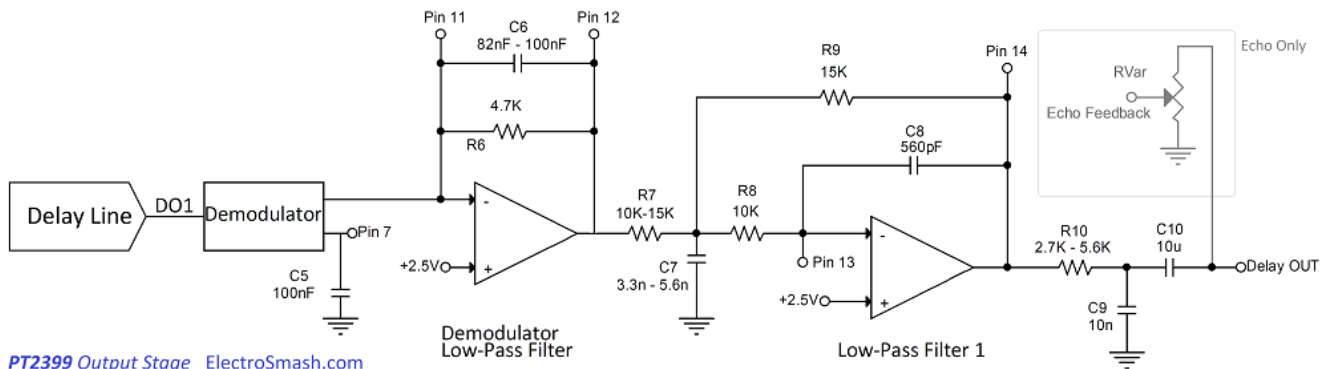 Pin 11
C6
82nF - 100nF
Pin 12
4.7K
R6
R9
15K
Pin 14
Echo Only
RVar
Echo Feedback
C8
560pF
Delay Line
DO1
Demodulator
Pin 7
C5
100nF
-
+2.5V
+
R7
10K-15K
R8
10K
C7
3.3n - 5.6n
Pin 13
-
+2.5V
+
R10
2.7K - 5.6K
C10
10u
Delay OUT
C9
10n
Demodulator
Low-Pass Filter
Low-Pass Filter 1
PT2399 Output Stage ElectroSmash.com